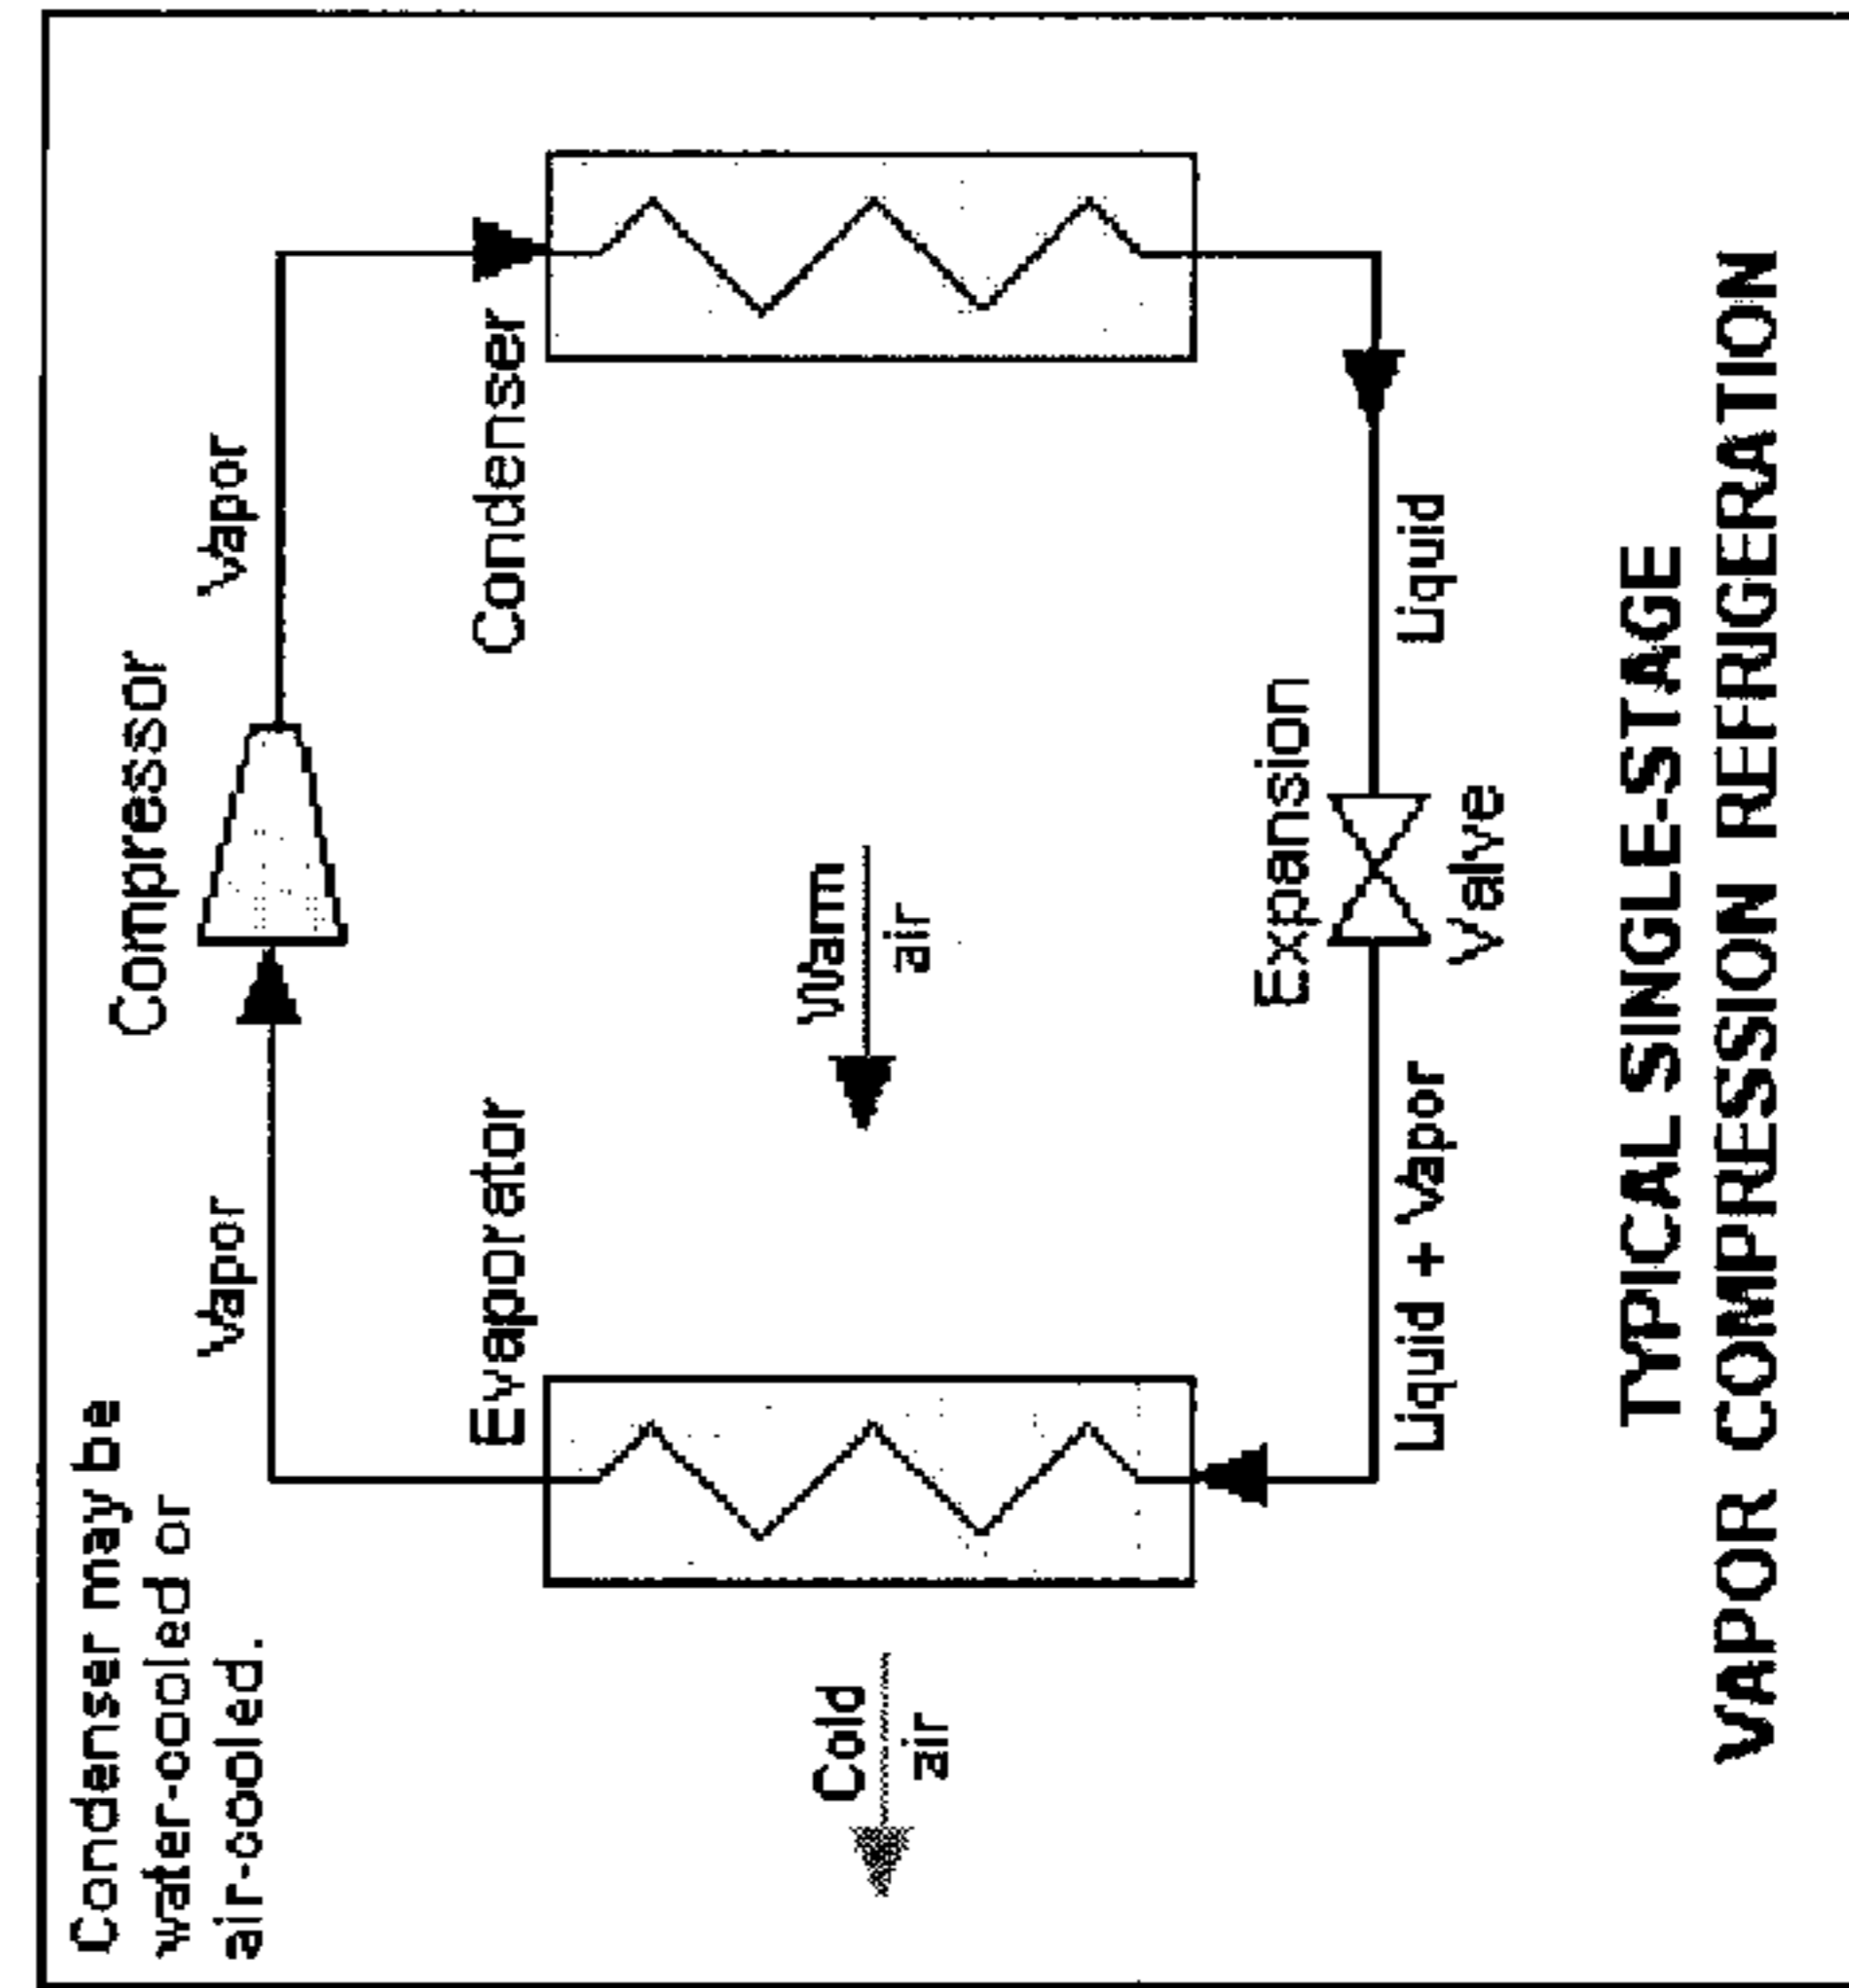 Condenser may be
water-cooled or
air-cooled.
Compressor
Vapor
Vapor
Evaporator
Condenser
Cold
air
Warm
air
Expansion
Valve
Liquid + Vapor
Liquid
TYPICAL SINGLE-STAGE
VAPOR COMPRESSION REFRIGERATION